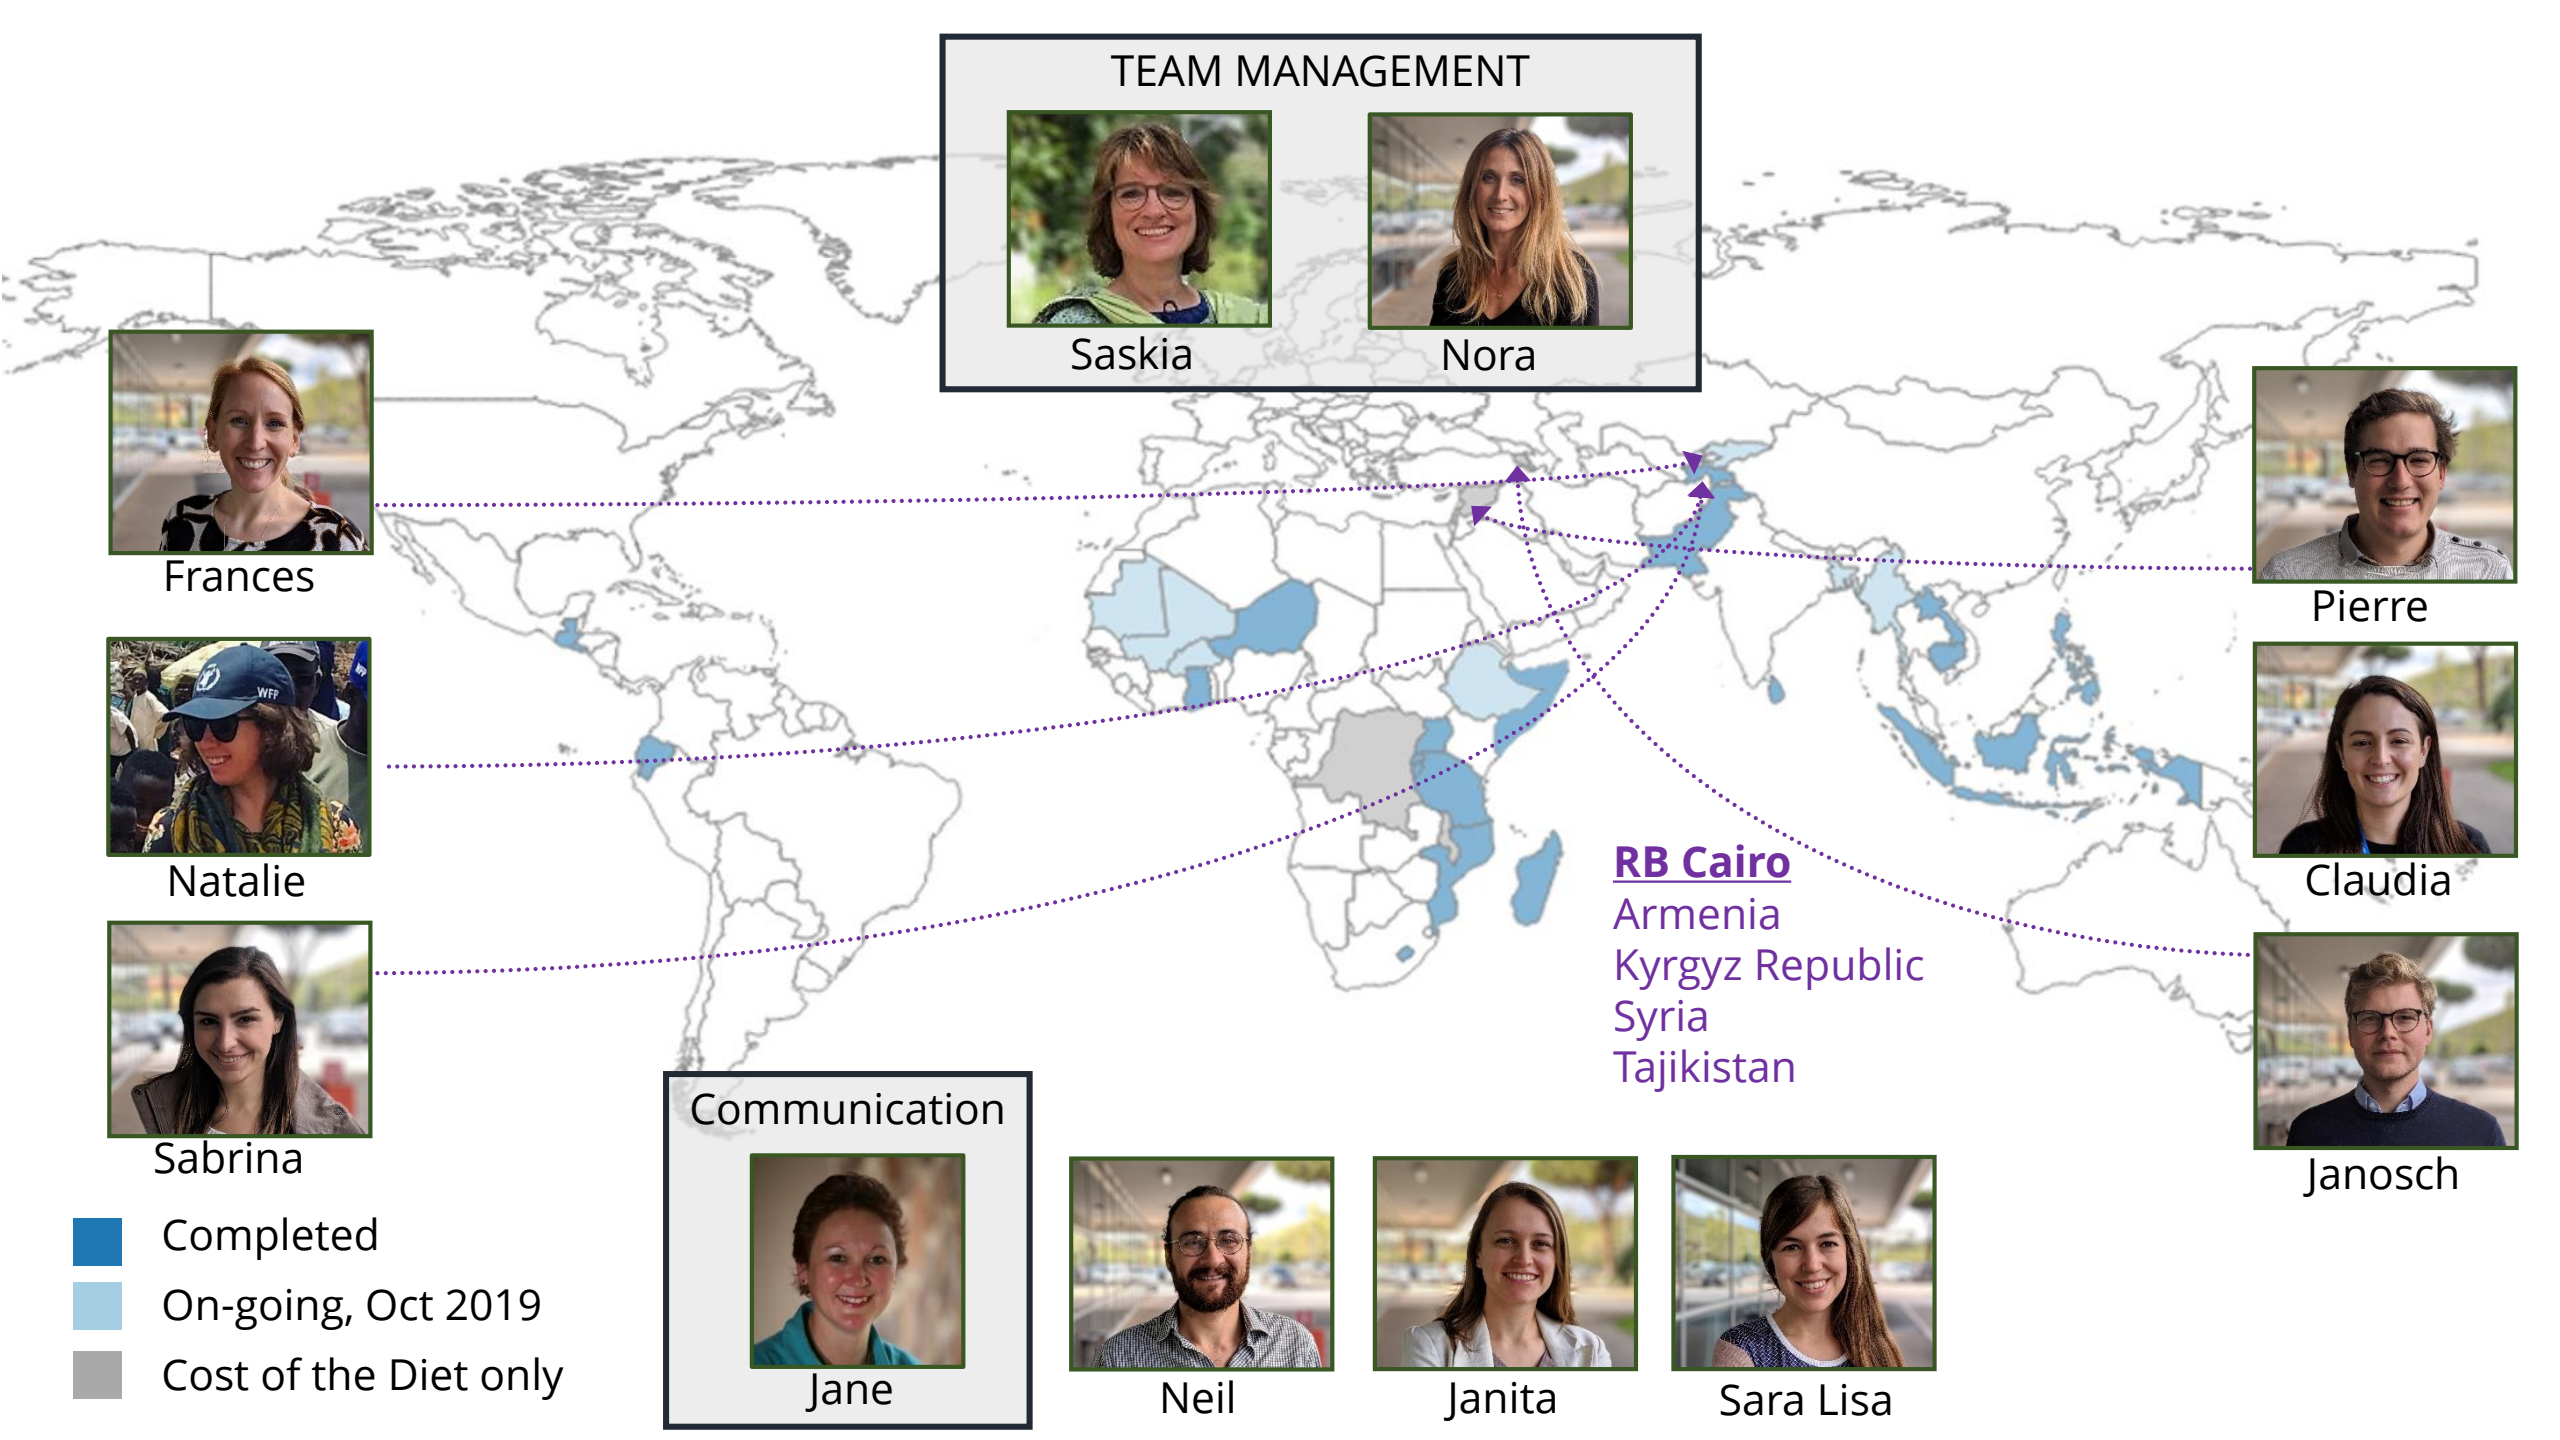 TEAM MANAGEMENT
Saskia
Nora
Frances
WFP
Natalie
Sabrina
Pierre
Claudia
Janosch
RB Cairo
Armenia
Kyrgyz Republic
Syria
Tajikistan
Completed
On-going, Oct 2019
Cost of the Diet only
Communication
Jane
Neil
Janita
Sara Lisa